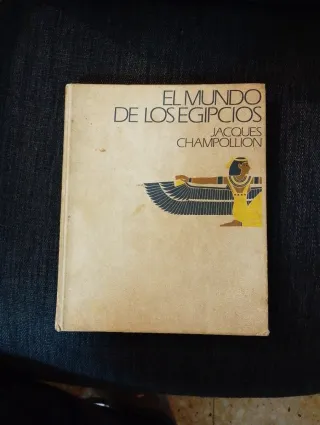 EL MUNDO
DE LOS EGIPCIOS
JACQUES
CHAMPOLLION